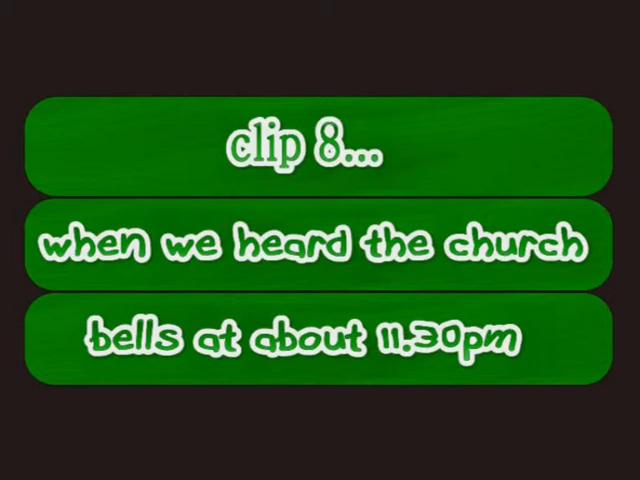 clip 8...
when we heard the church
bells at about 11.30pm